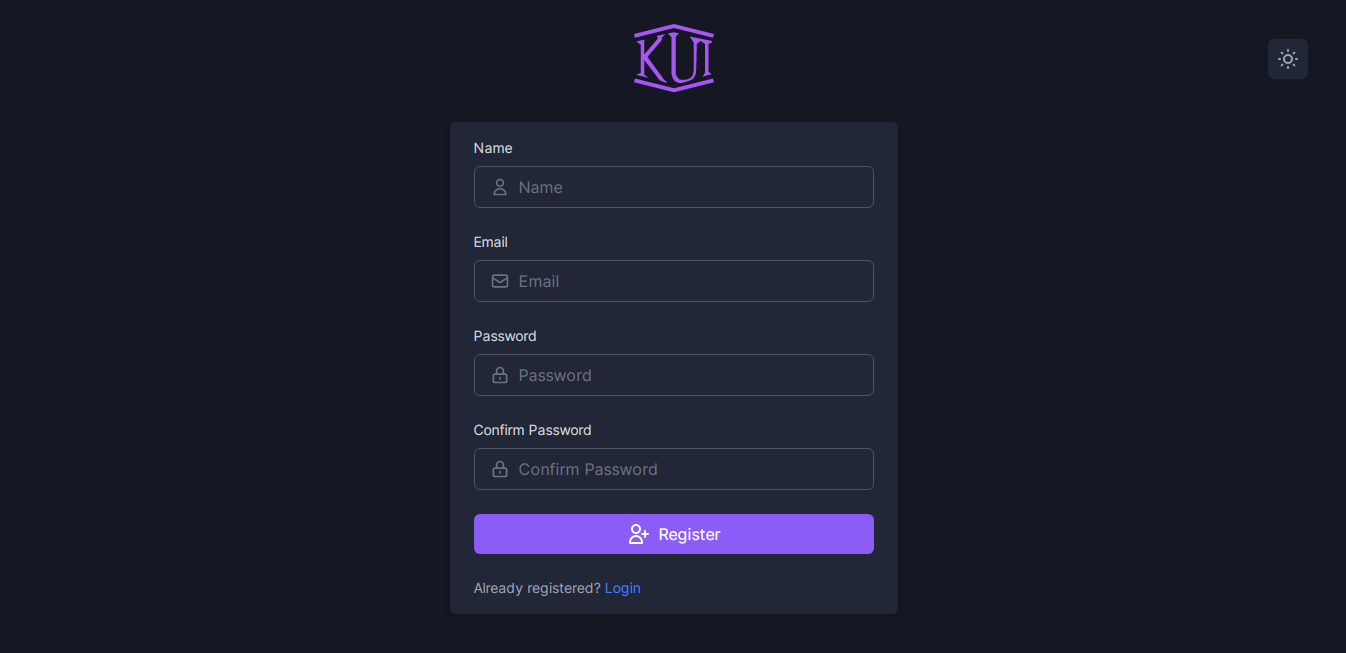 KUI
Name
Name
Email
Email
Password
Password
Confirm Password
Confirm Password
Register
Already registered? Login